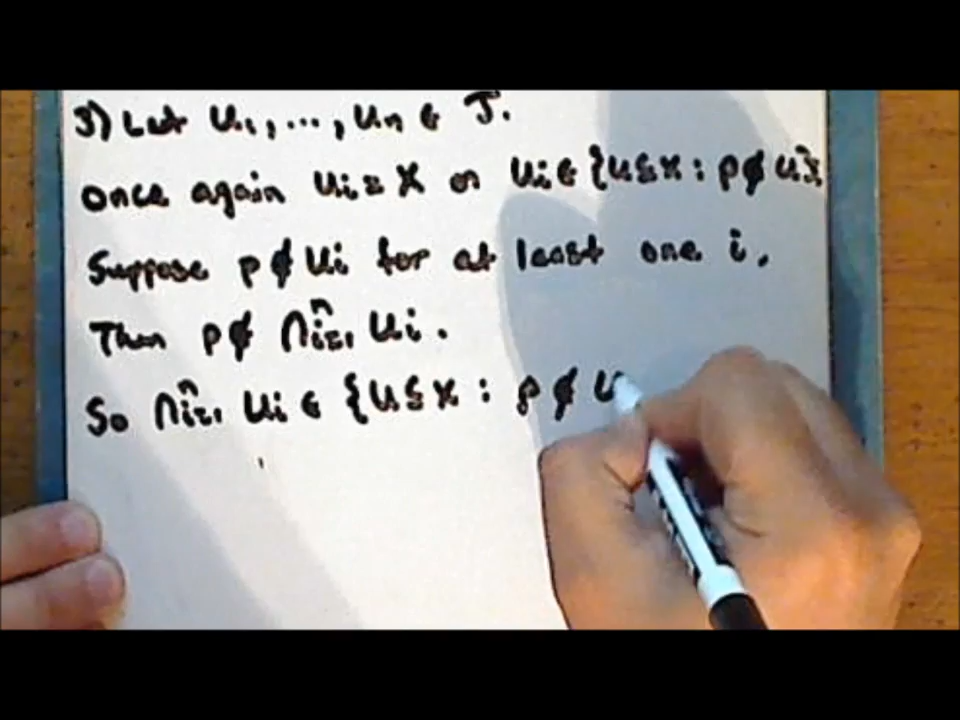 3) Let U₁, ..., Uₙ ∈ J.
Once again Uᵢ = X or Uᵢ ∈ {U ⊆ X : p ∉ U}
Suppose p ∉ Uᵢ for at least one i.
Then p ∉ ⋂ⁿᵢ₌₁ Uᵢ.
So ⋂ⁿᵢ₌₁ Uᵢ ∈ {U ⊆ X : p ∉ U